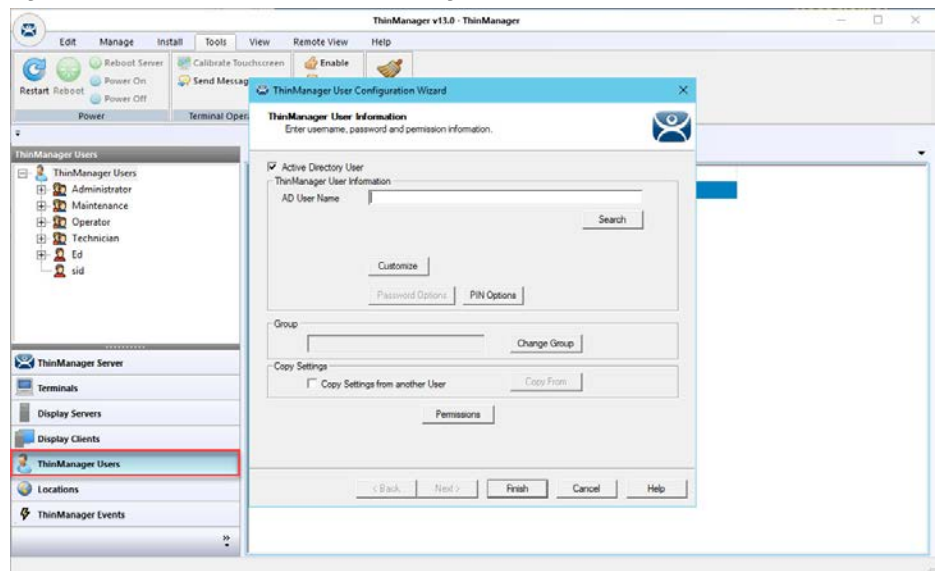 ThinManager v13.0 - ThinManager
Edit Manage Install Tools View Remote View Help
Restart Reboot
Reboot Server
Power On
Power Off
Power
Calibrate Touchscreen
Send Messag
Terminal Oper
Enable
ThinManager Users
ThinManager Users
Administrator
Maintenance
Operator
Technician
Ed
sid
ThinManager Server
Terminals
Display Servers
Display Clients
ThinManager Users
Locations
ThinManager Events
ThinManager User Configuration Wizard
ThinManager User Information
Enter username, password and permission information.
Active Directory User
ThinManager User Information
AD User Name
Search
Customize
Password Options PIN Options
Group
Change Group
Copy Settings
Copy Settings from another User Copy From
Permissions
< Back Next > Finish Cancel Help